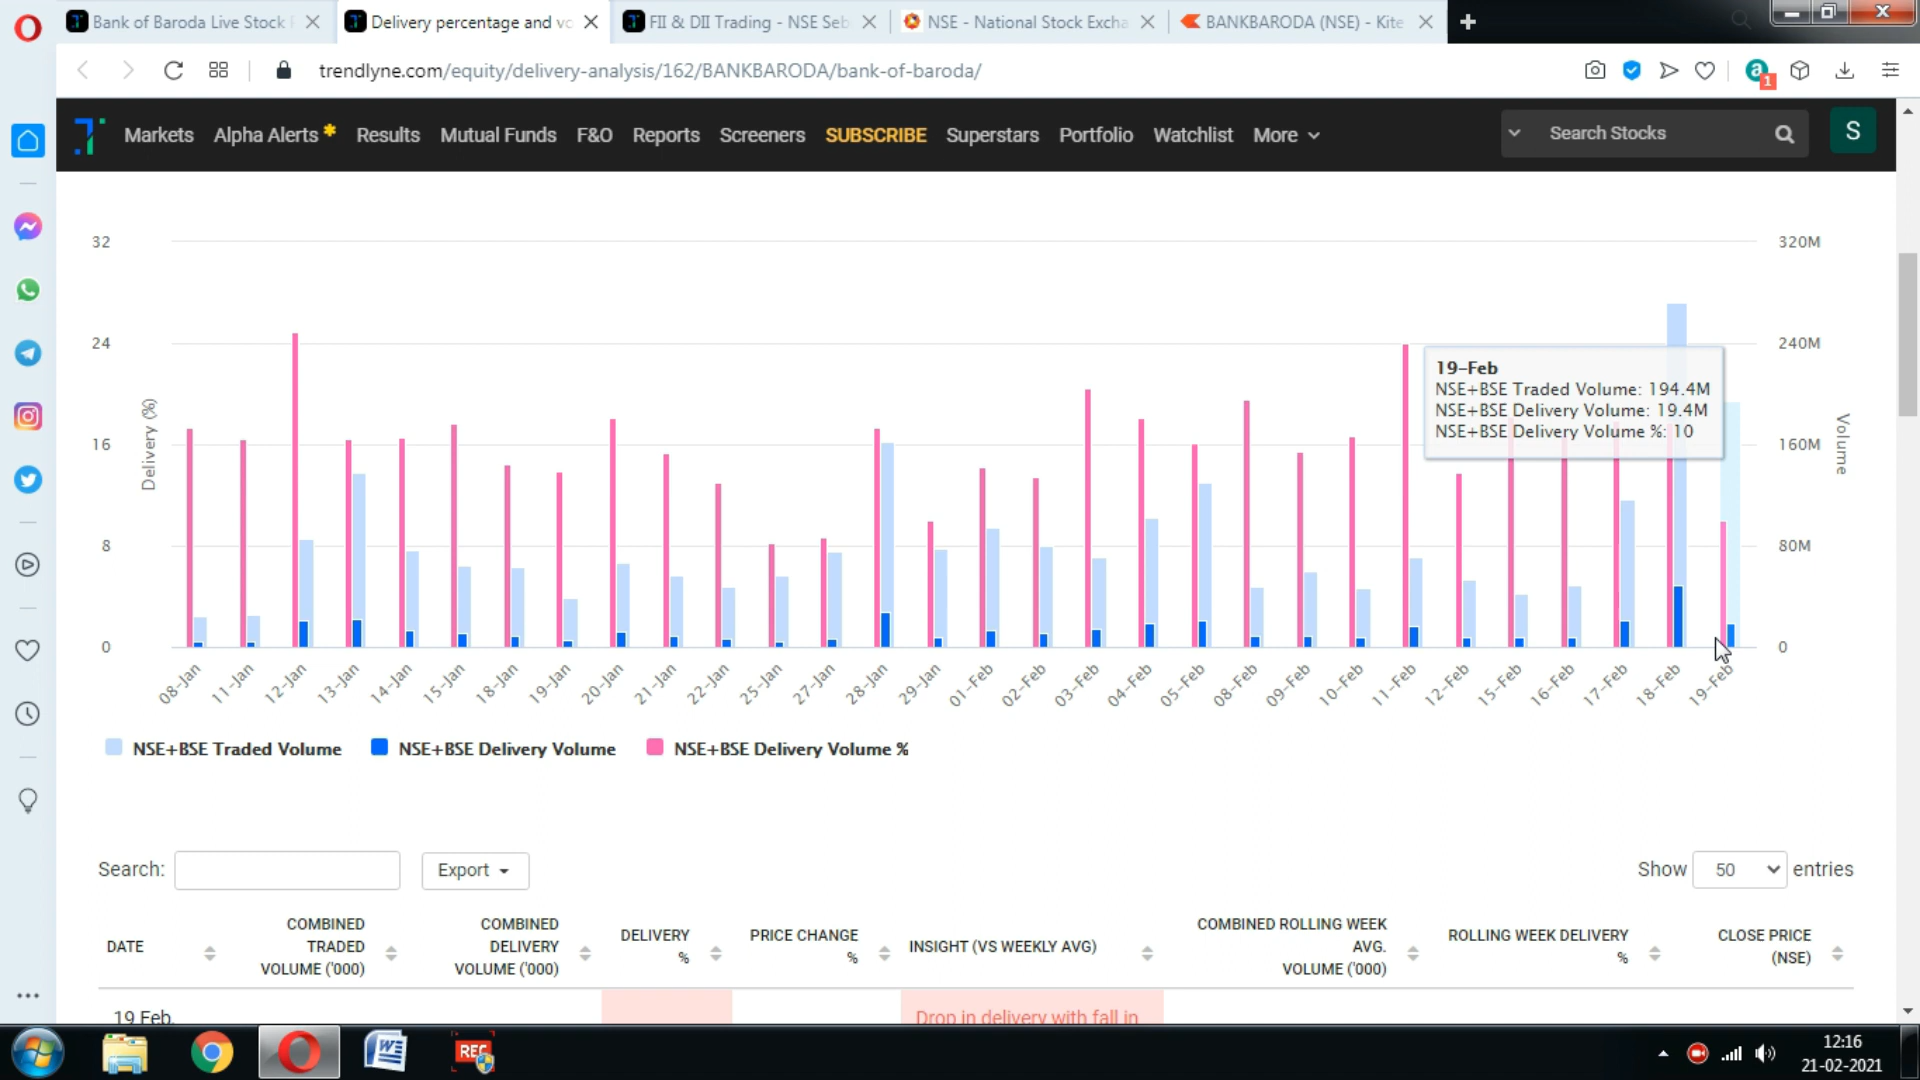 Bank of Baroda Live Stock P
Delivery percentage and vo
FII & DII Trading - NSE Seb
NSE - National Stock Excha
BANKBARODA (NSE) - Kite
trendlyne.com/equity/delivery-analysis/162/BANKBARODA/bank-of-baroda/
a
1
Markets Alpha Alerts * Results Mutual Funds F&O Reports Screeners SUBSCRIBE Superstars Portfolio Watchlist More
Search Stocks
S
32 320M
24 240M
16 160M
8 80M
0 0
Delivery (%)
Volume
19-Feb
NSE+BSE Traded Volume: 194.4M
NSE+BSE Delivery Volume: 19.4M
NSE+BSE Delivery Volume %: 10
08-Jan 11-Jan 12-Jan 13-Jan 14-Jan 15-Jan 18-Jan 19-Jan 20-Jan 21-Jan 22-Jan 25-Jan 27-Jan 28-Jan 29-Jan 01-Feb 02-Feb 03-Feb 04-Feb 05-Feb 08-Feb 09-Feb 10-Feb 11-Feb 12-Feb 15-Feb 16-Feb 17-Feb 18-Feb 19-Feb
NSE+BSE Traded Volume NSE+BSE Delivery Volume NSE+BSE Delivery Volume %
Search:
Export
Show 50 entries
DATE
COMBINED
TRADED
VOLUME ('000)
COMBINED
DELIVERY
VOLUME ('000)
DELIVERY
%
PRICE CHANGE
%
INSIGHT (VS WEEKLY AVG)
COMBINED ROLLING WEEK
AVG.
VOLUME ('000)
ROLLING WEEK DELIVERY
%
CLOSE PRICE
(NSE)
19 Feb,
Drop in delivery with fall in
REC
12:16
21-02-2021